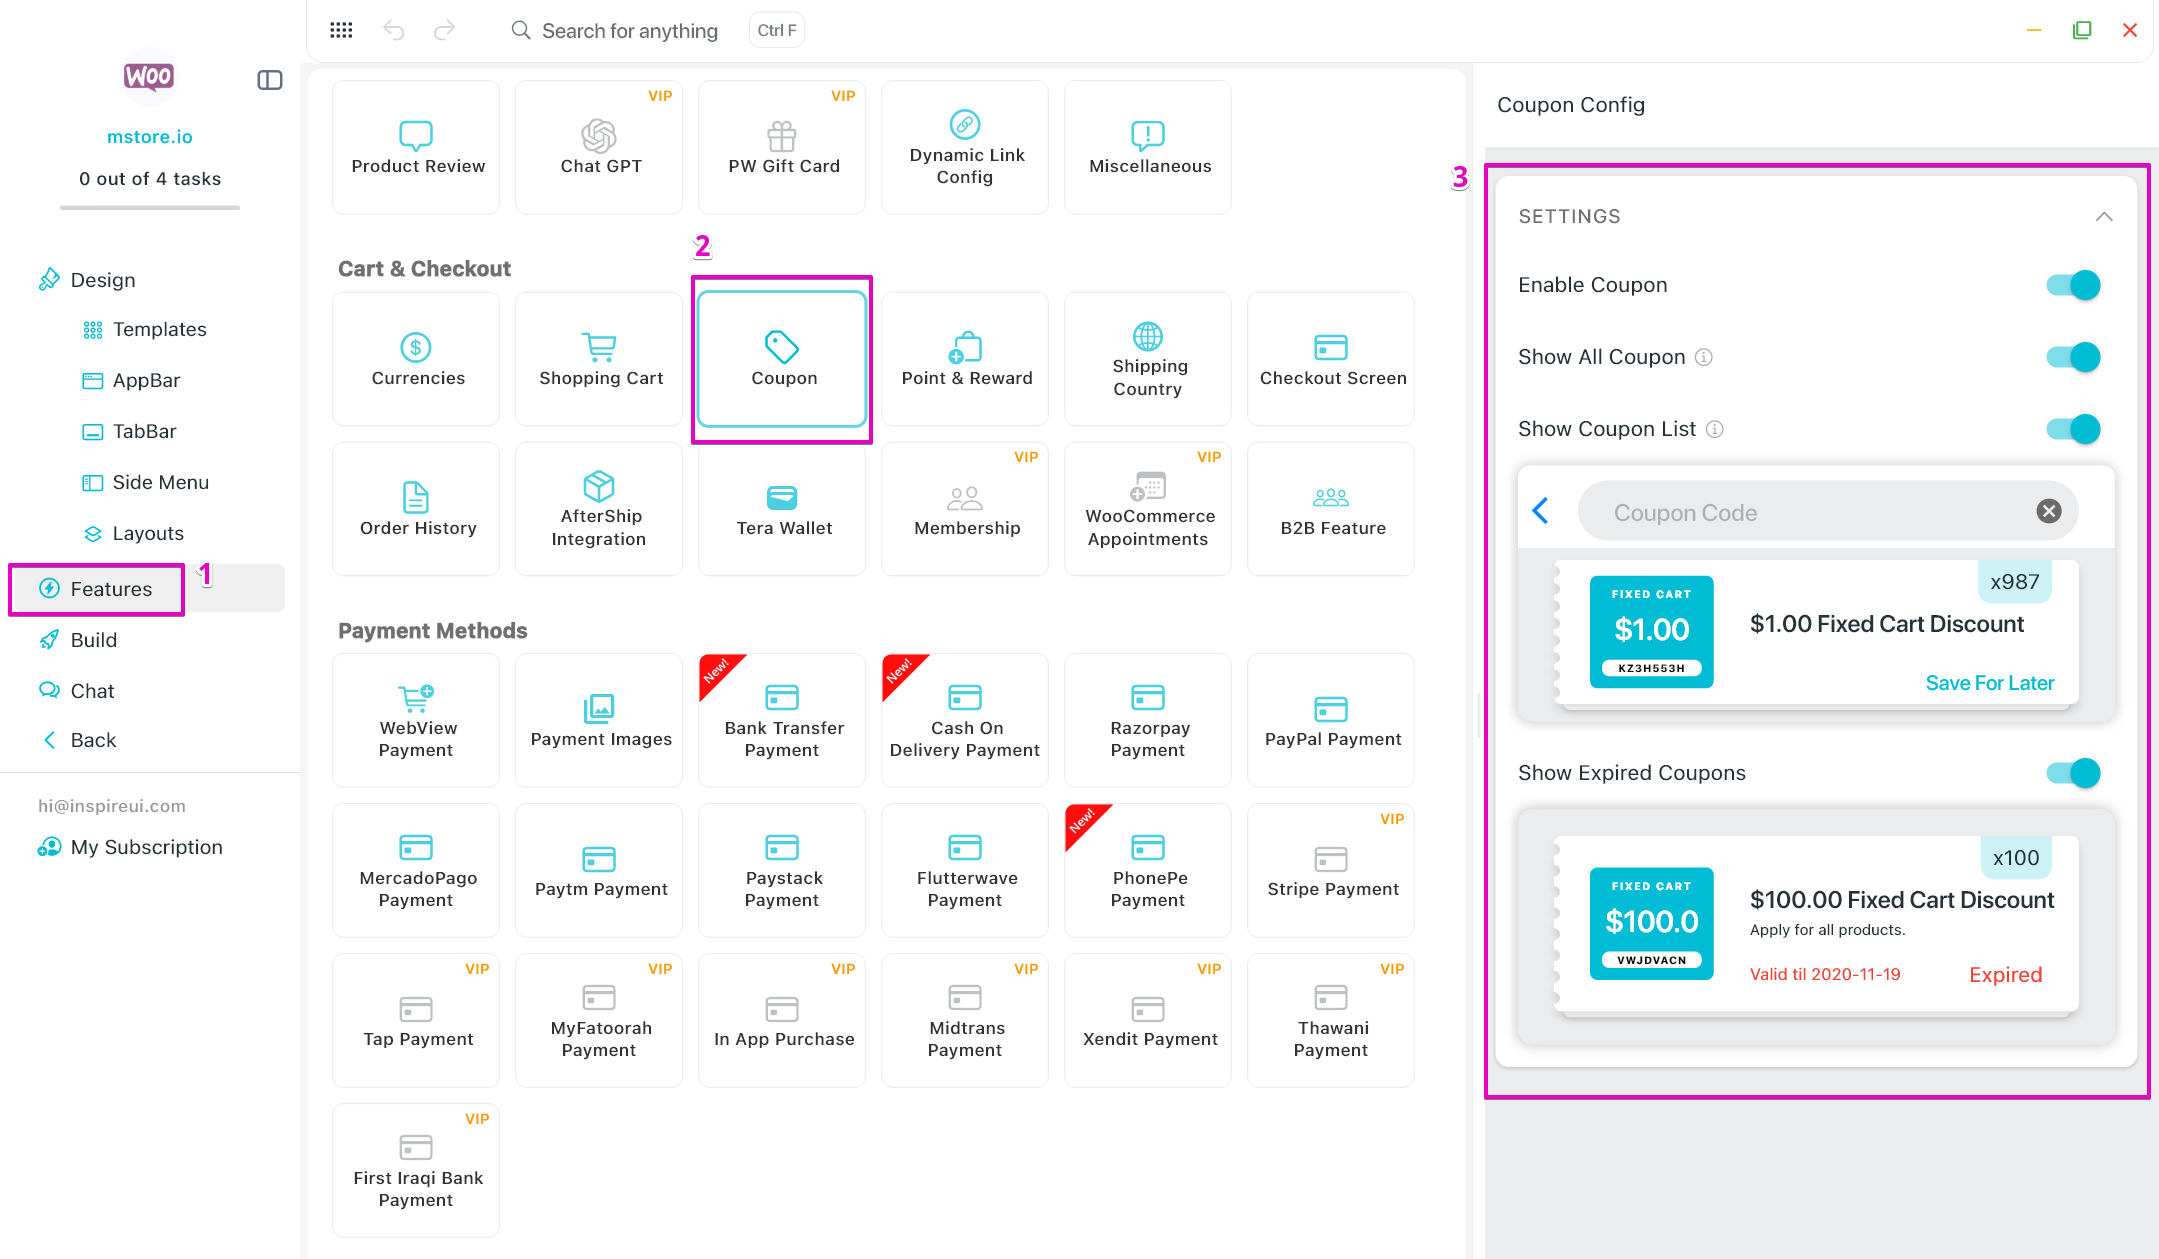 Search for anything
Ctrl F
WOO
mstore.io
0 out of 4 tasks
Design
Templates
AppBar
TabBar
Side Menu
Layouts
Features
1
Build
Chat
Back
hi@inspireui.com
My Subscription
Product Review
VIP
Chat GPT
VIP
PW Gift Card
Dynamic Link
Config
Miscellaneous
Cart & Checkout
2
Currencies
Shopping Cart
Coupon
Point & Reward
Shipping
Country
Checkout Screen
Order History
AfterShip
Integration
Tera Wallet
VIP
Membership
VIP
WooCommerce
Appointments
B2B Feature
Payment Methods
WebView
Payment
Payment Images
New!
Bank Transfer
Payment
New!
Cash On
Delivery Payment
Razorpay
Payment
PayPal Payment
MercadoPago
Payment
Paytm Payment
Paystack
Payment
Flutterwave
Payment
New!
PhonePe
Payment
VIP
Stripe Payment
VIP
Tap Payment
VIP
MyFatoorah
Payment
VIP
In App Purchase
VIP
Midtrans
Payment
VIP
Xendit Payment
VIP
Thawani
Payment
VIP
First Iraqi Bank
Payment
Coupon Config
3
SETTINGS
Enable Coupon
Show All Coupon
Show Coupon List
Coupon Code
x987
FIXED CART
$1.00
KZ3H553H
$1.00 Fixed Cart Discount
Save For Later
Show Expired Coupons
x100
FIXED CART
$100.0
VWJDVACN
$100.00 Fixed Cart Discount
Apply for all products.
Valid til 2020-11-19
Expired